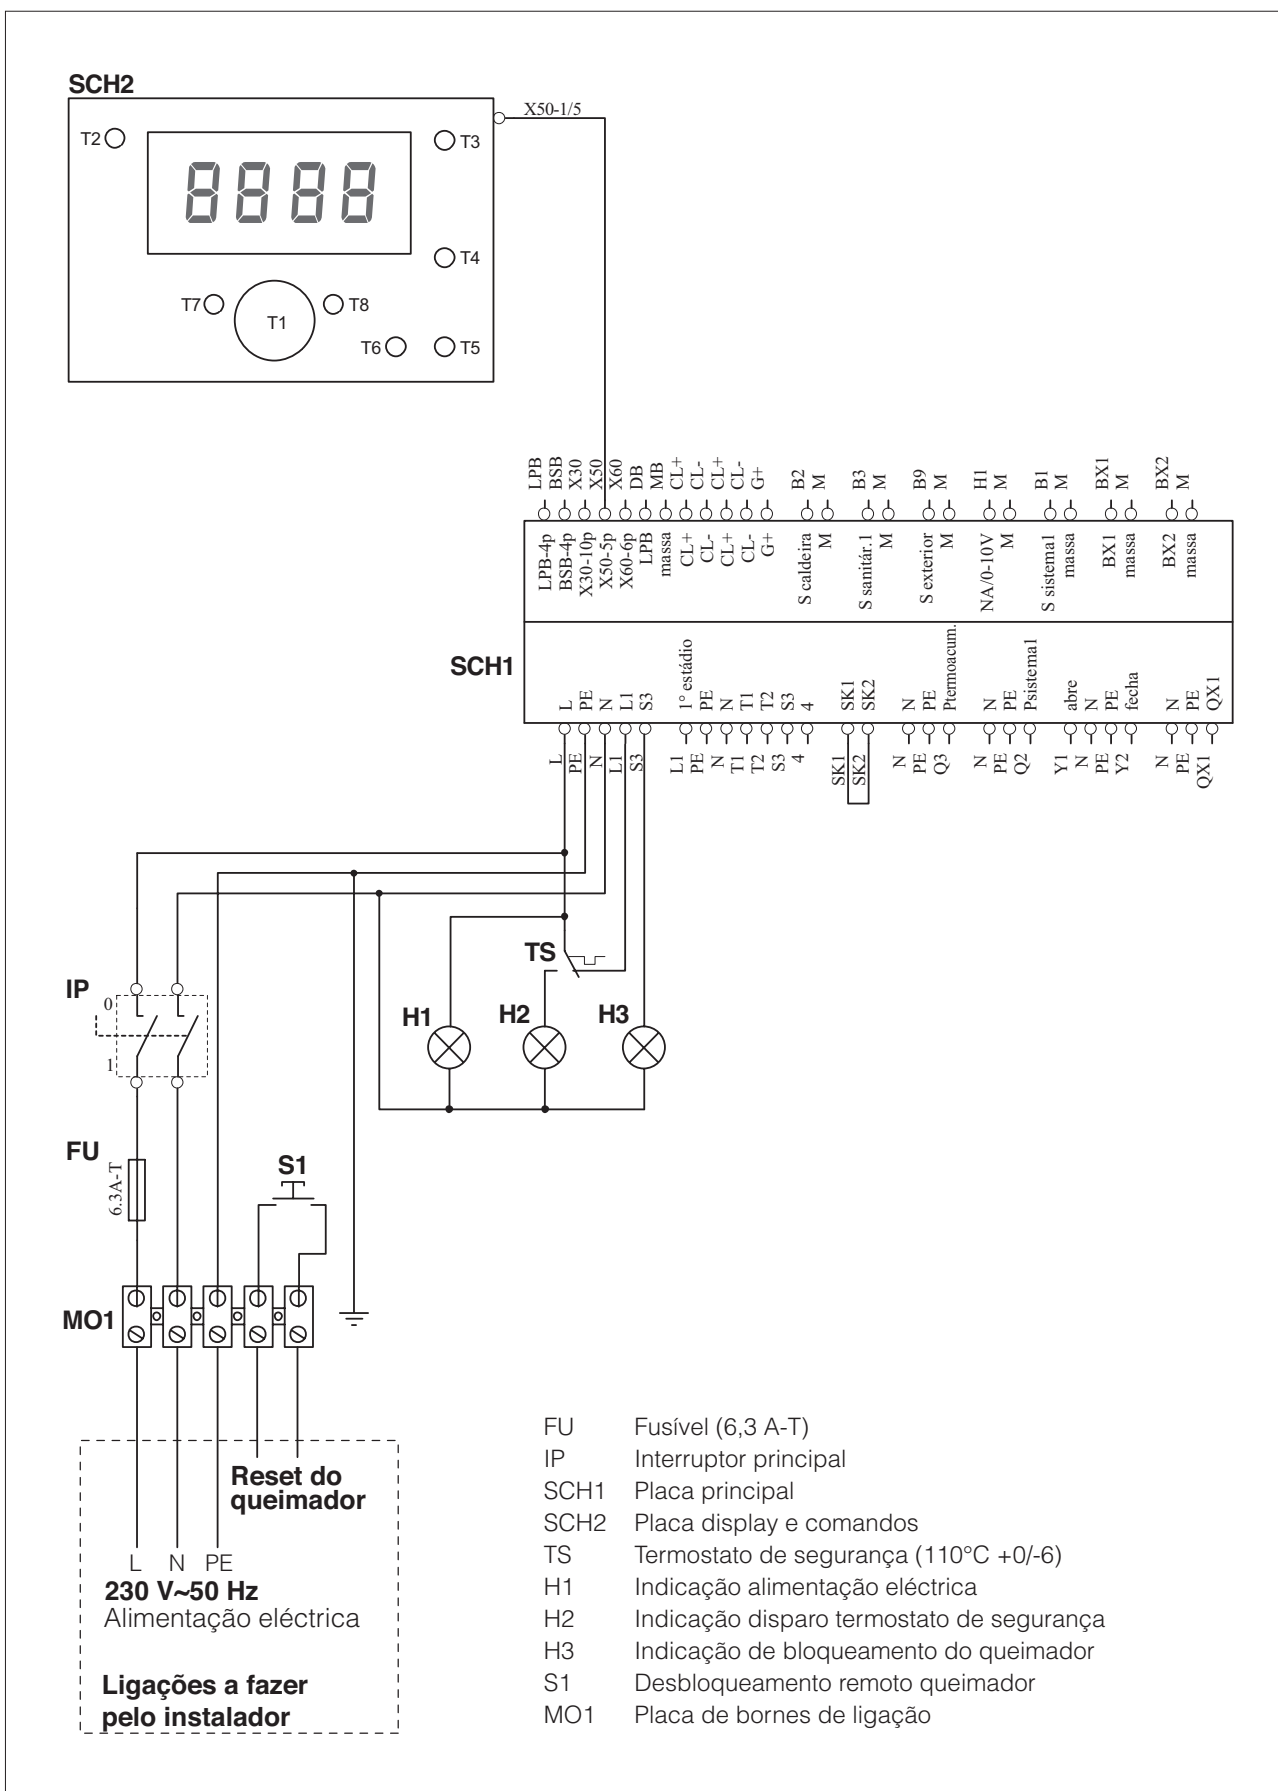 SCH2
X50-1/5
T2
T3
8888
T4
T7
T1
T8
T6
T5
LPB BSB X30 X50 X60 DB MB CL+ CL- CL+ CL- G+ B2 M B3 M B9 M H1 M B1 M BX1 M BX2 M
LPB-4p BSB-4p X30-10p X50-5p X60-6p LPB massa CL+ CL- CL+ CL- G+ S caldeira M S sanitár.1 M S exterior M NA/0-10V M S sistema1 massa BX1 massa BX2 massa
SCH1
L PE N L1 S3 1° estádio PE N T1 T2 S3 4 SK1 SK2 N PE Ptermoacum. N PE Psistema1 abre N PE fecha N PE QX1
L PE N L1 S3 L1 PE N T1 T2 S3 4 SK1 SK2 N PE Q3 N PE Q2 Y1 N PE Y2 N PE QX1
TS
IP
0
1
H1 H2 H3
FU
6.3A-T
S1
MO1
Reset do
queimador
L N PE
230 V~50 Hz
Alimentação eléctrica
Ligações a fazer
pelo instalador
FU Fusível (6,3 A-T)
IP Interruptor principal
SCH1 Placa principal
SCH2 Placa display e comandos
TS Termostato de segurança (110°C +0/-6)
H1 Indicação alimentação eléctrica
H2 Indicação disparo termostato de segurança
H3 Indicação de bloqueamento do queimador
S1 Desbloqueamento remoto queimador
MO1 Placa de bornes de ligação